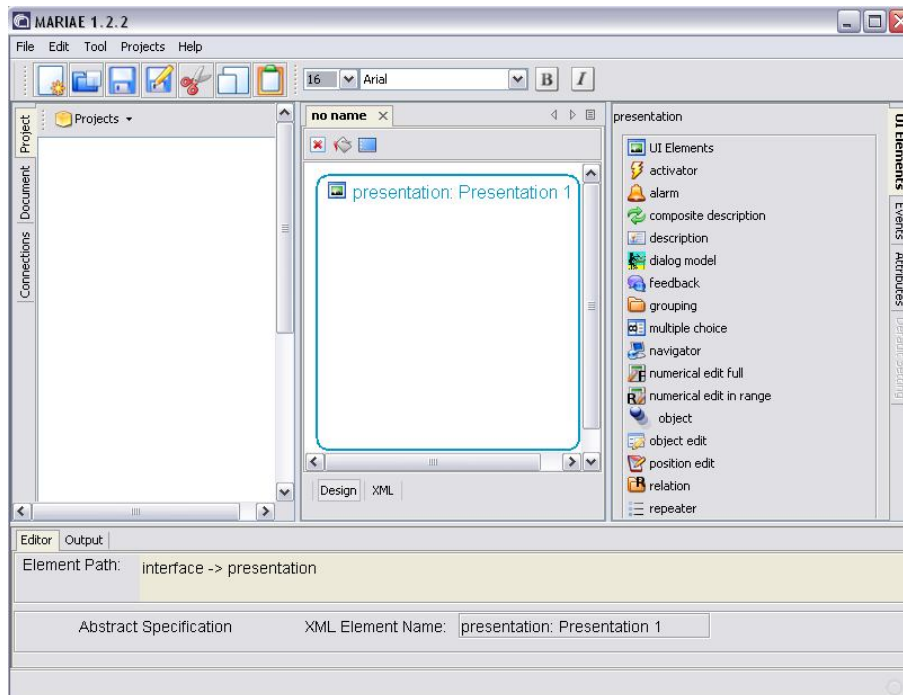 MARIAE 1.2.2
File Edit Tool Projects Help
16 Arial B I
Project
Document
Connections
Projects
no name
presentation: Presentation 1
Design XML
presentation
UI Elements
activator
alarm
composite description
description
dialog model
feedback
grouping
multiple choice
navigator
numerical edit full
numerical edit in range
object
object edit
position edit
relation
repeater
UI Elements
Events
Attributes
Default Setting
Editor Output
Element Path: interface -> presentation
Abstract Specification XML Element Name: presentation: Presentation 1